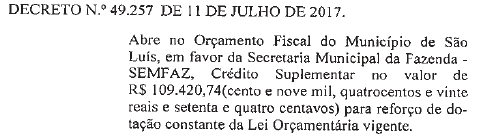 DECRETO N.º 49.257 DE 11 DE JULHO DE 2017.
Abre no Orçamento Fiscal do Município de São
Luís, em favor da Secretaria Municipal da Fazenda -
SEMFAZ, Crédito Suplementar no valor de
R$ 109.420,74(cento e nove mil, quatrocentos e vinte
reais e setenta e quatro centavos) para reforço de do-
tação constante da Lei Orçamentária vigente.